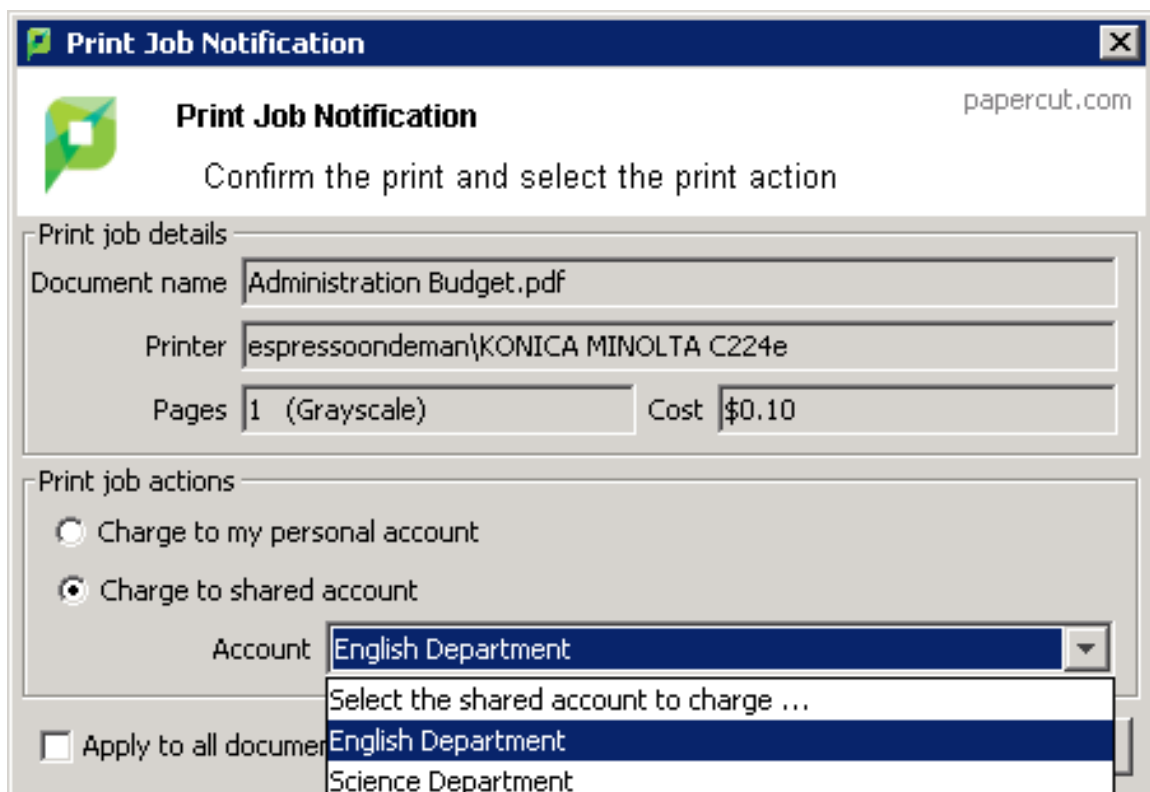 Print Job Notification
Print Job Notification
papercut.com
Confirm the print and select the print action
Print job details
Document name Administration Budget.pdf
Printer espressoondeman\KONICA MINOLTA C224e
Pages 1 (Grayscale) Cost $0.10
Print job actions
Charge to my personal account
Charge to shared account
Account English Department
Select the shared account to charge ...
Apply to all
English Department
Science Department